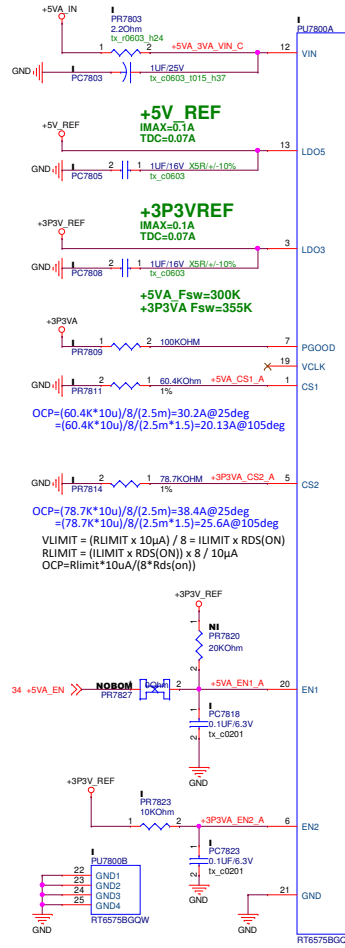 +5VA_IN
I
PR7803
2.2Ohm
tx_r0603_h24
PU7800A
1 2 +5VA_3VA_VIN_C 12 VIN
GND I PC7803 1UF/25V
tx_c0603_t015_h37
+5V_REF
IMAX=0.1A
TDC=0.07A
+5V_REF
13 LDO5
GND I PC7805 2 1 1UF/16V X5R/+/-10%
tx_c0603
+3P3VREF
IMAX=0.1A
TDC=0.07A
+3P3V_REF
3 LDO3
GND I PC7808 2 1 1UF/16V X5R/+/-10%
tx_c0603
+5VA_Fsw=300K
+3P3VA Fsw=355K
+3P3VA
I PR7809 2 1 100KOHM 7 PGOOD
19 VCLK
GND I PR7811 2 1 60.4KOhm +5VA_CS1_A 1 CS1
1%
OCP=(60.4K*10u)/8/(2.5m)=30.2A@25deg
=(60.4K*10u)/8/(2.5m*1.5)=20.13A@105deg
GND I PR7814 2 1 78.7KOHM +3P3VA_CS2_A 5 CS2
1%
OCP=(78.7K*10u)/8/(2.5m)=38.4A@25deg
=(78.7K*10u)/8/(2.5m*1.5)=25.6A@105deg
VLIMIT = (RLIMIT x 10µA) / 8 = ILIMIT x RDS(ON)
RLIMIT = (ILIMIT x RDS(ON)) x 8 / 10µA
OCP=Rlimit*10uA/(8*Rds(on))
+3P3V_REF
1
NI
PR7820
20KOhm
2
34 +5VA_EN NOBOM 0Ohm 2 +5VA_EN1_A 20 EN1
PR7827
1
I
PC7818
0.1UF/6.3V
tx_c0201
2
GND
+3P3V_REF
I
PR7823
10KOhm
1 2 +3P3VA_EN2_A 6 EN2
1
I
PC7823
0.1UF/6.3V
tx_c0201
2
GND
I
PU7800B
22 GND1
23 GND2
24 GND3
25 GND4
RT6575BGQW
GND
21 GND
GND
RT6575BGQW